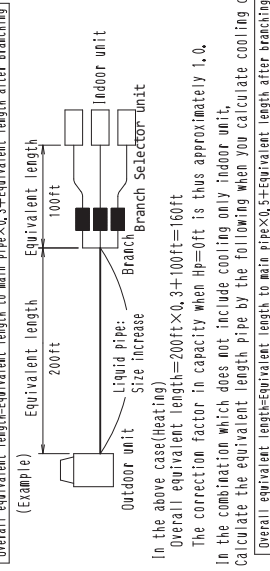 Overall equivalent length=Equivalent length to main pipe×0.3+Equivalent length after branching
(Example)
Equivalent length
200ft
Equivalent length
100ft
Outdoor unit
Liquid pipe:
Size increase
Branch
Branch Selector unit
Indoor unit
In the above case(Heating)
Overall equivalent length=200ft×0.3+100ft=160ft
The correction factor in capacity when Hp=0ft is thus approximately 1.0.
In the combination which does not include cooling only indoor unit,
Calculate the equivalent length pipe by the following when you calculate cooling
Overall equivalent length=Equivalent length to main pipe×0.5+Equivalent length after branching